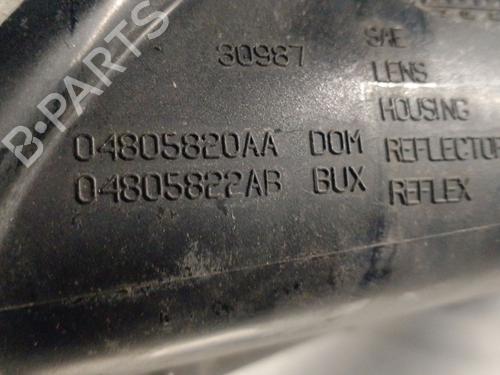 30987
SAE
LENS
HOUSING
04805820AA DOM REFLECTOR
04805822AB BUX REFLEX
B-PARTS